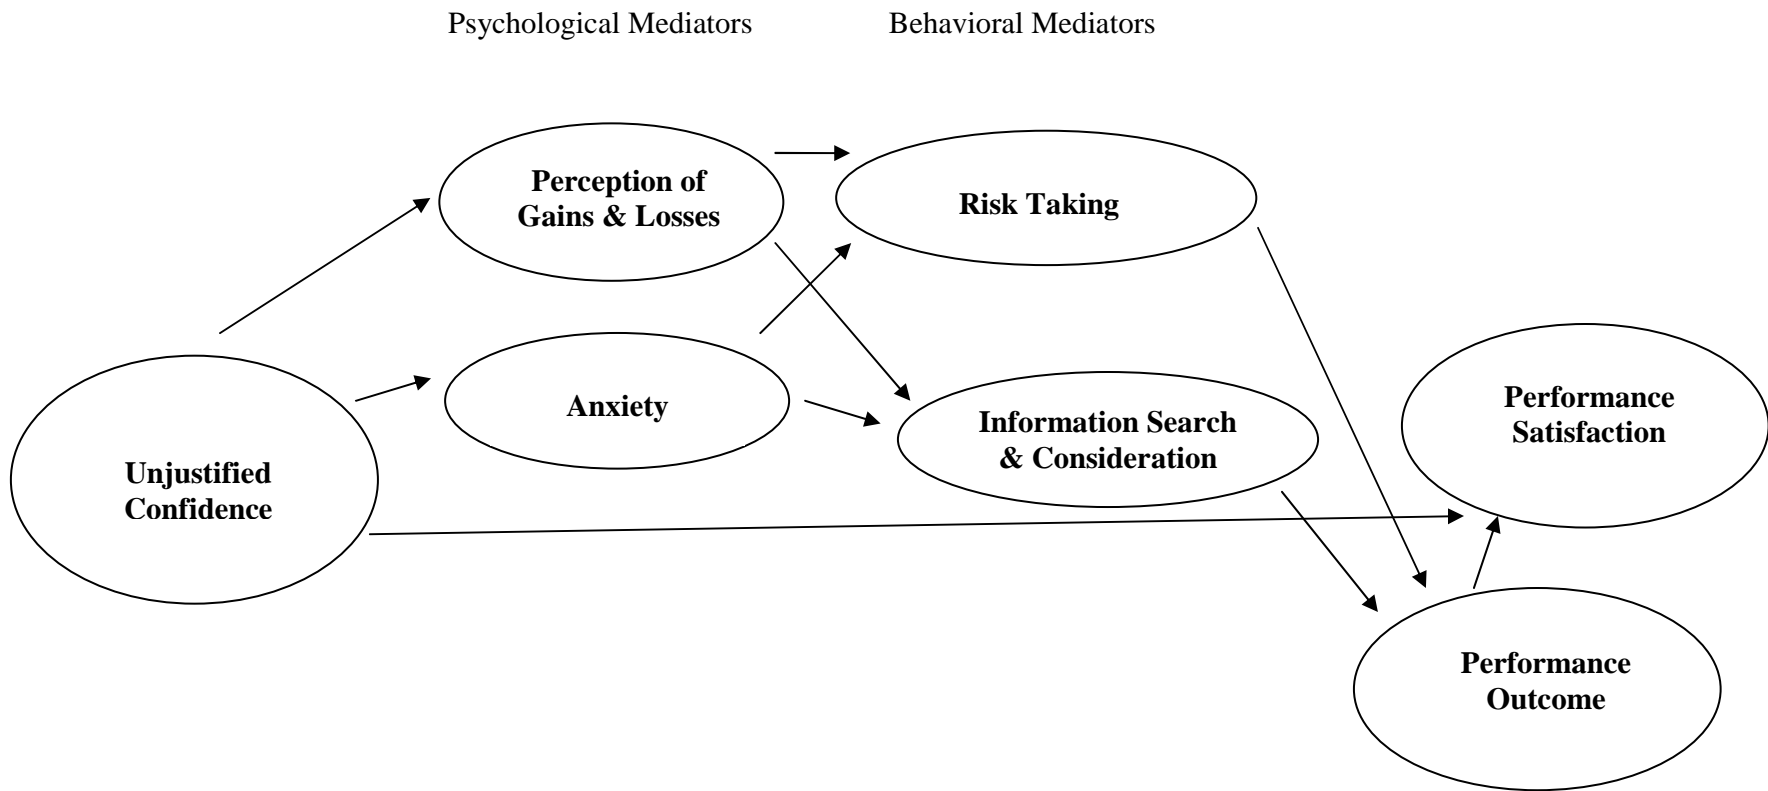 Psychological Mediators
Behavioral Mediators
Perception of
Gains & Losses
Risk Taking
Anxiety
Information Search
& Consideration
Performance
Satisfaction
Unjustified
Confidence
Performance
Outcome